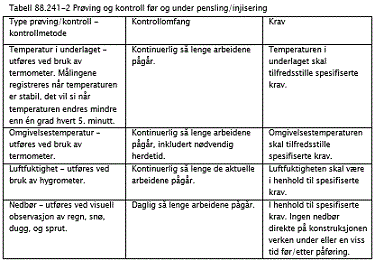 Tabell 88.241-2 Prøving og kontroll før og under pensling/injisering
Type prøving/kontroll – kontrollmetode
Kontrollomfang
Krav
Temperatur i underlaget – utføres ved bruk av termometer. Målingene registreres når temperaturen er stabil, det vil si når temperaturen endres mindre enn én grad hvert 5. minutt.
Kontinuerlig så lenge arbeidene pågår.
Temperaturen i underlaget skal tilfredsstille spesifiserte krav.
Omgivelsestemperatur – utføres ved bruk av termometer.
Kontinuerlig så lenge arbeidene pågår, inkludert nødvendig herdetid.
Omgivelsestemperaturen skal tilfredsstille spesifiserte krav.
Luftfuktighet – utføres ved bruk av hygrometer.
Kontinuerlig så lenge de aktuelle arbeidene pågår.
Luftfuktigheten skal være i henhold til spesifiserte krav.
Nedbør – utføres ved visuell observasjon av regn, snø, dugg, og sprut.
Daglig så lenge arbeidene pågår.
I henhold til spesifiserte krav. Ingen nedbør direkte på konstruksjonen verken under eller en viss tid før/etter påføring.